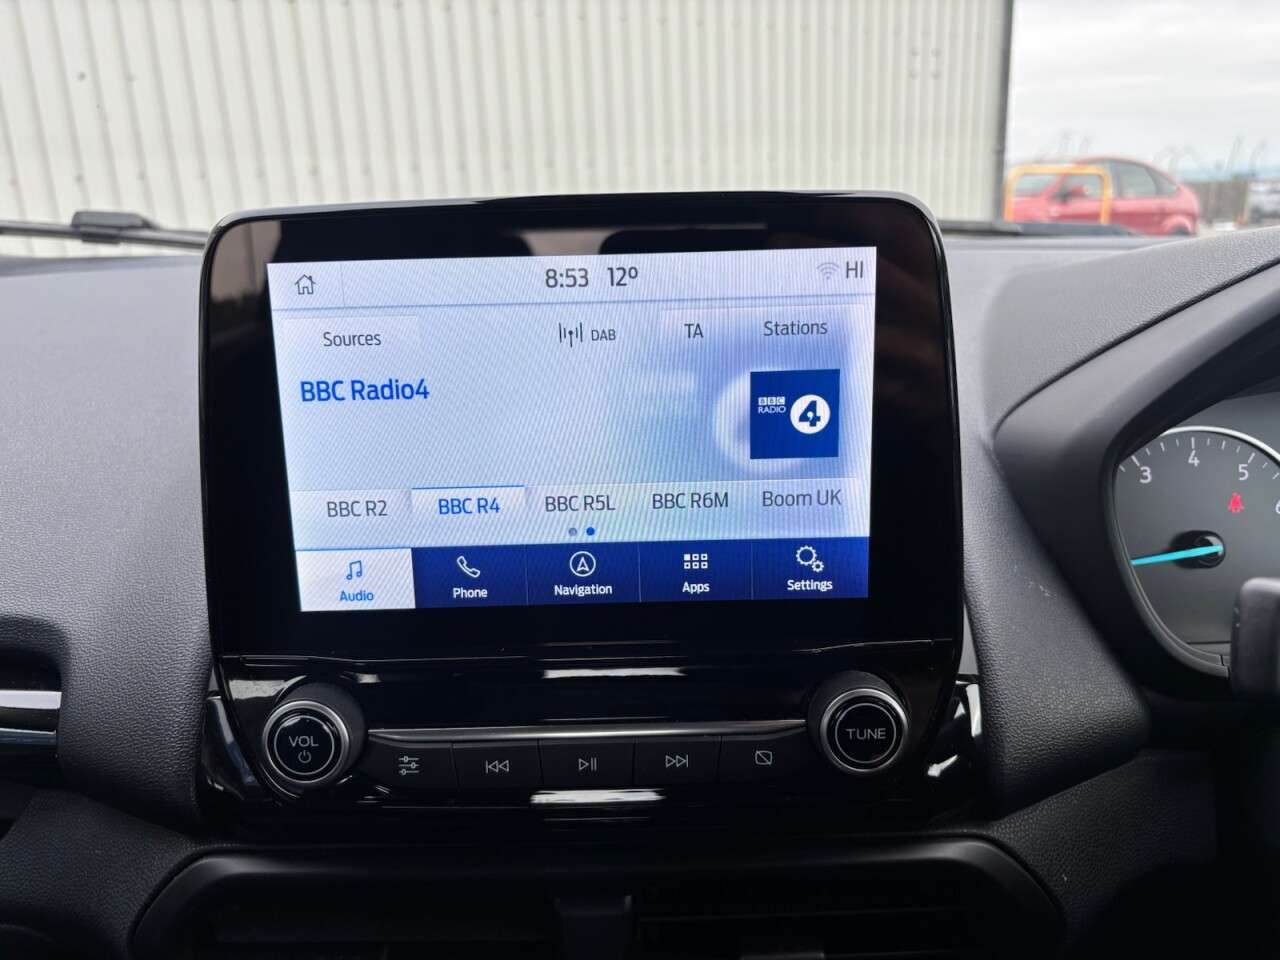 8:53 12° HI
Sources DAB TA Stations
BBC Radio4
BBC
RADIO 4
BBC R2 BBC R4 BBC R5L BBC R6M Boom UK
Audio Phone Navigation Apps Settings
VOL TUNE
3 4 5 6